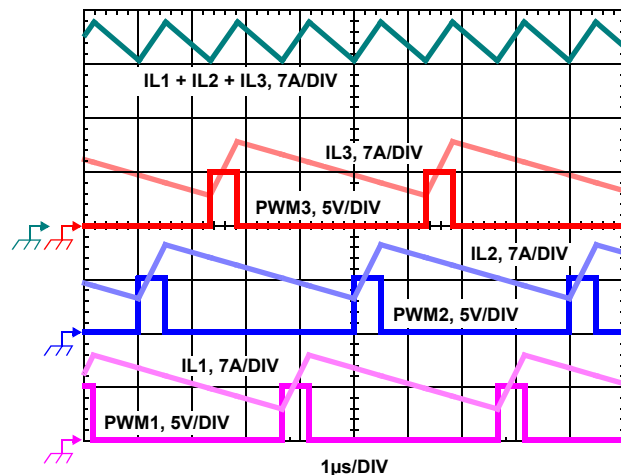 IL1 + IL2 + IL3, 7A/DIV
IL3, 7A/DIV
PWM3, 5V/DIV
IL2, 7A/DIV
PWM2, 5V/DIV
IL1, 7A/DIV
PWM1, 5V/DIV
1µs/DIV